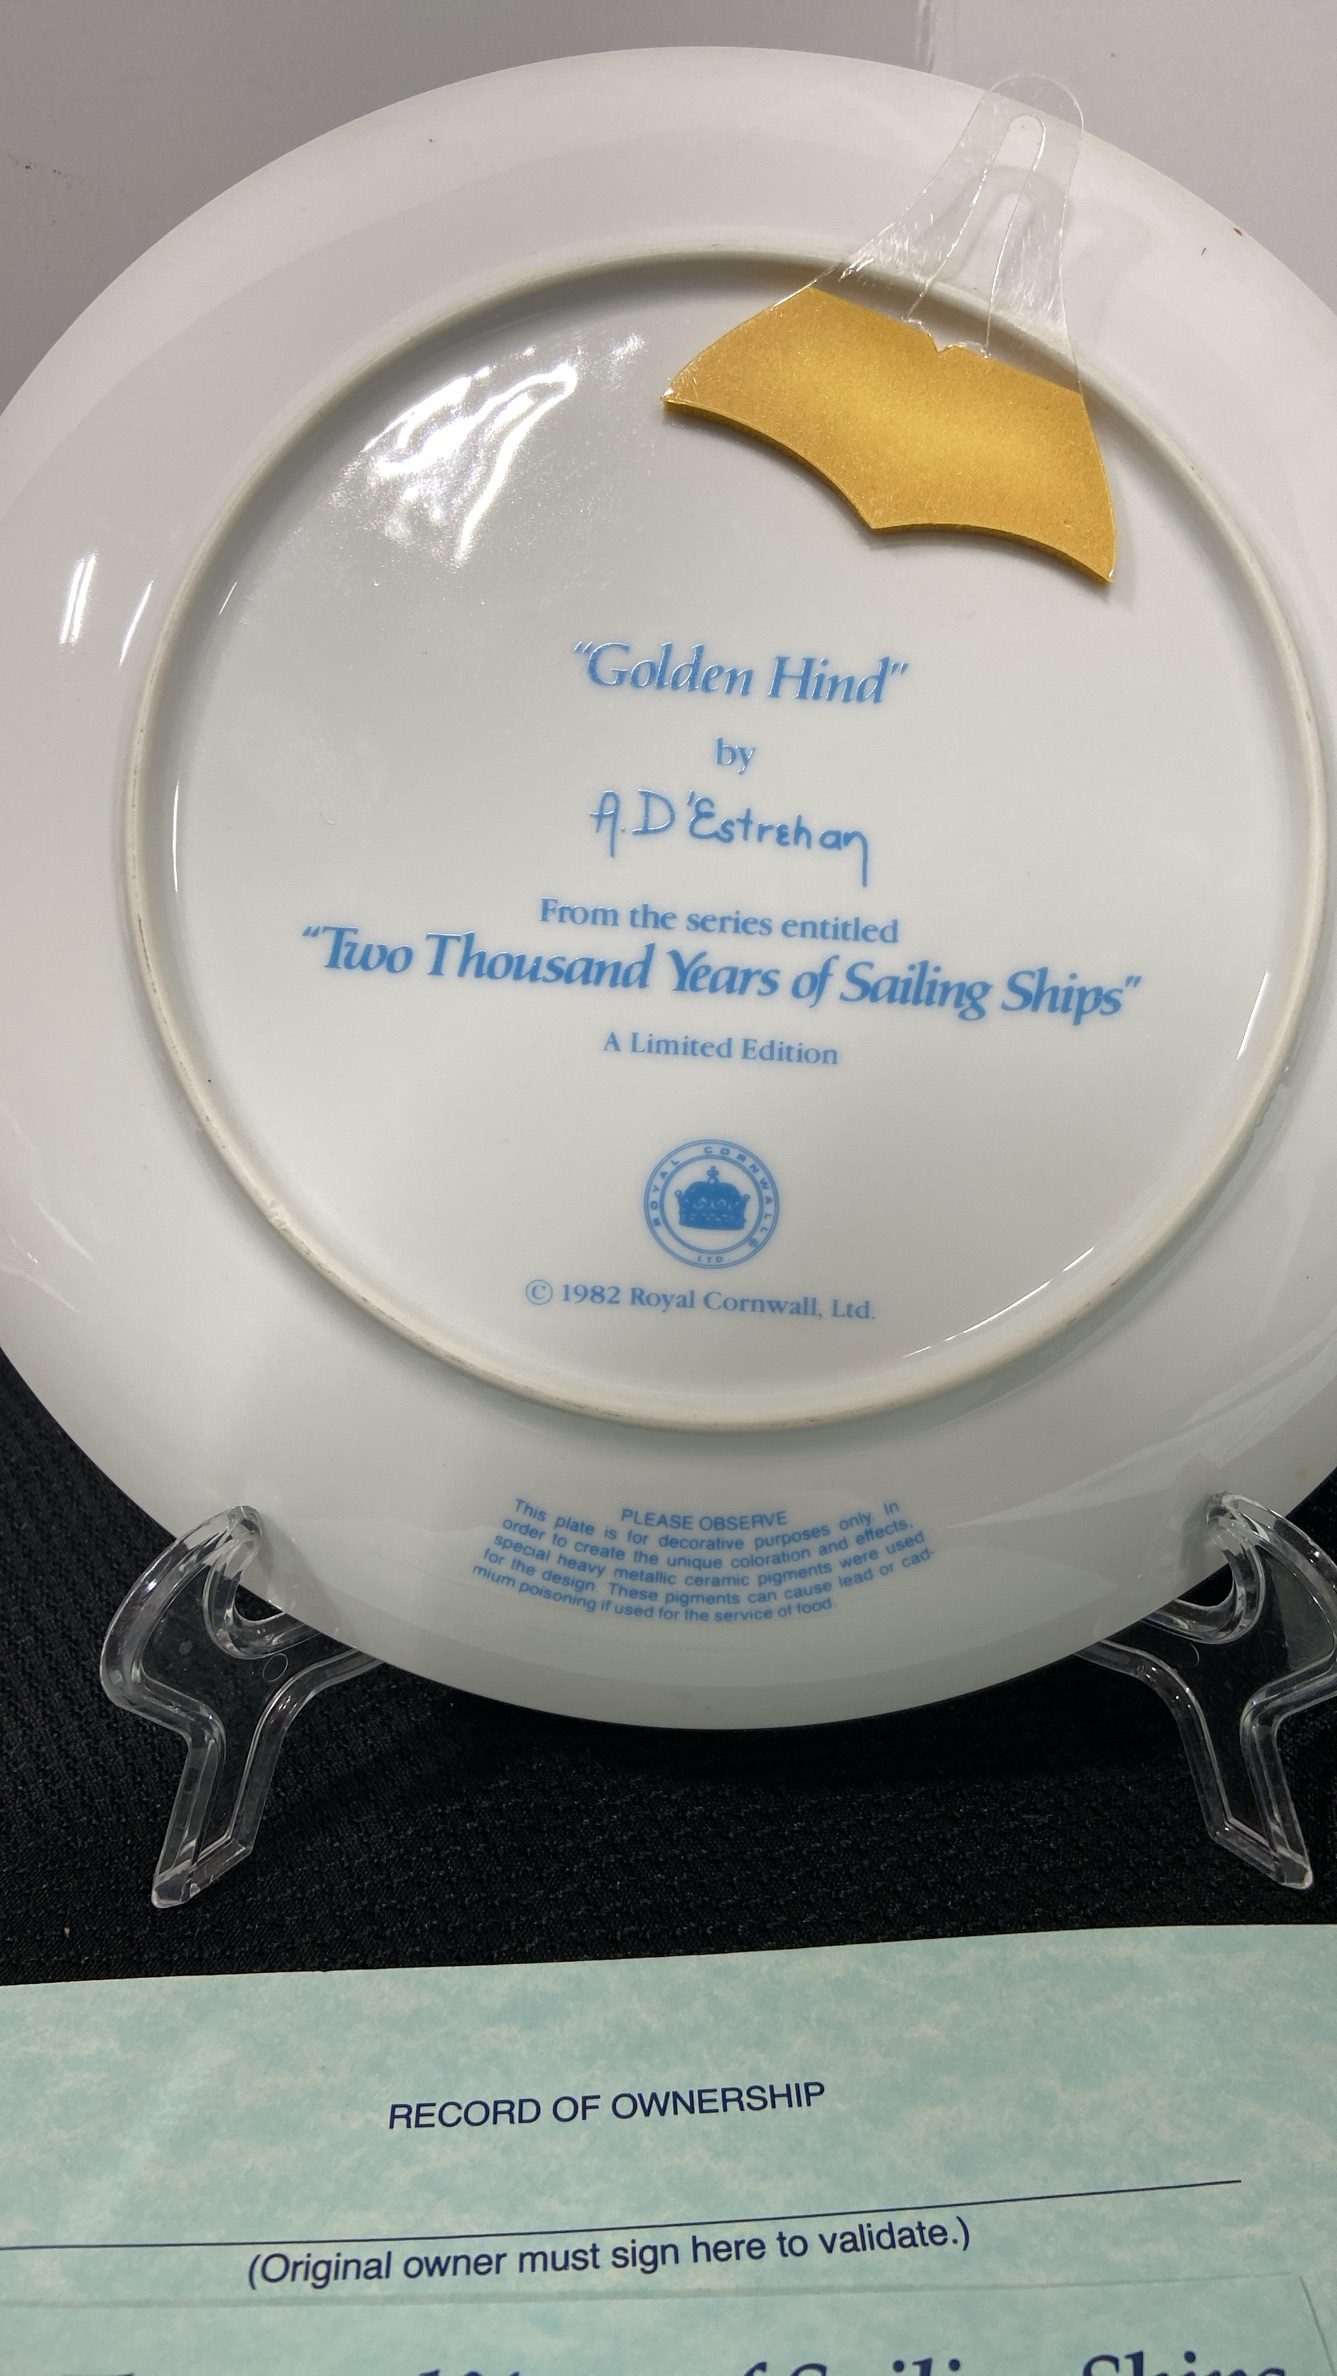 "Golden Hind"
by
A. D'Estrehan
From the series entitled
"Two Thousand Years of Sailing Ships"
A Limited Edition
ROYAL CORNWALL
LTD.
© 1982 Royal Cornwall, Ltd.
PLEASE OBSERVE
This plate is for decorative purposes only. In
order to create the unique coloration and effects,
special heavy metallic ceramic pigments were used
for the design. These pigments can cause lead or cad-
mium poisoning if used for the service of food.
RECORD OF OWNERSHIP
(Original owner must sign here to validate.)
of Sailing Ships